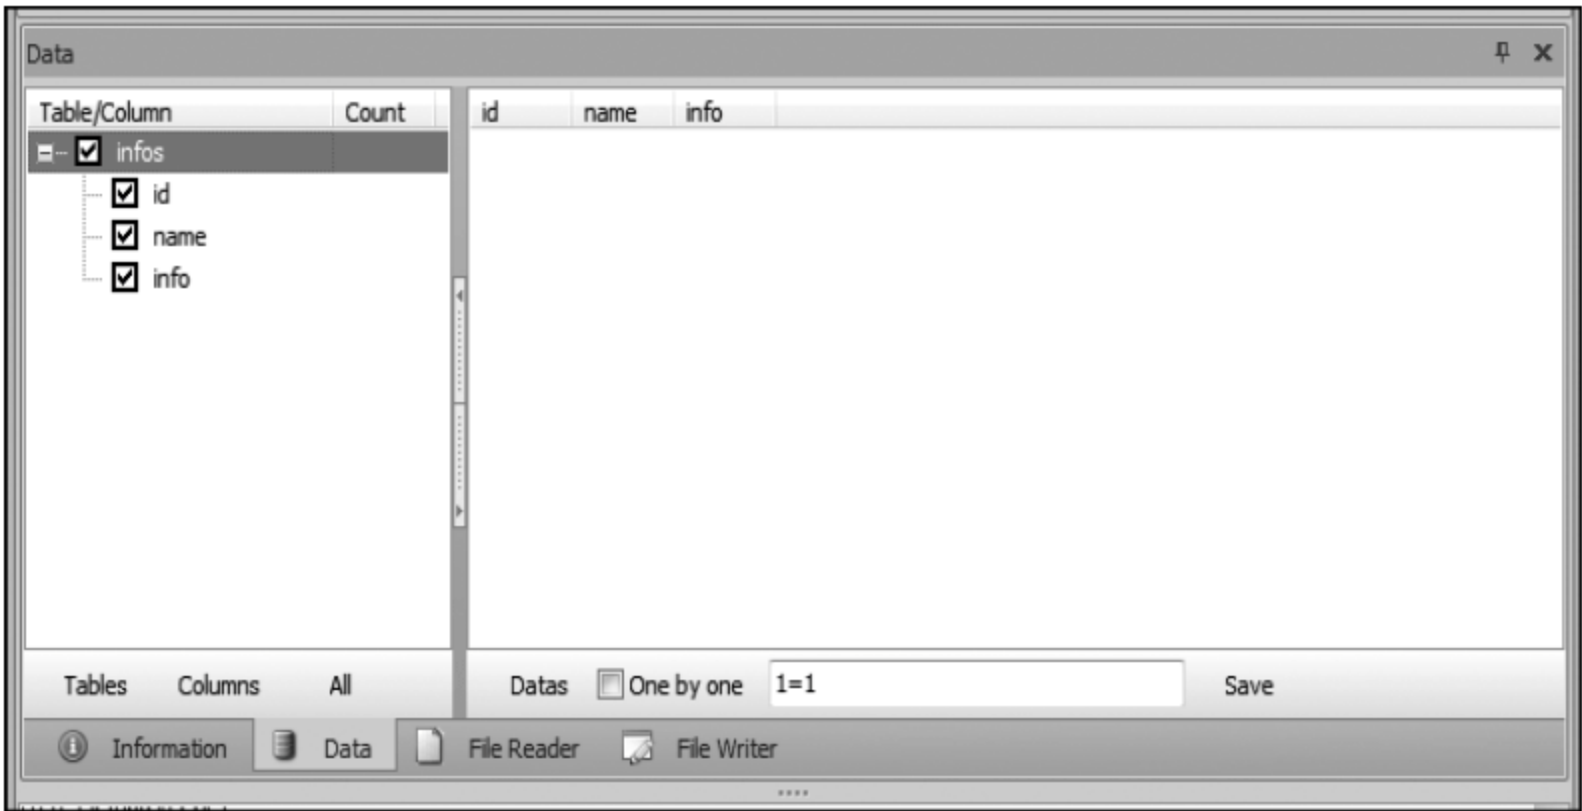 Data
Table/Column Count id name info
infos
id
name
info
Tables Columns All Datas One by one 1=1 Save
Information Data File Reader File Writer